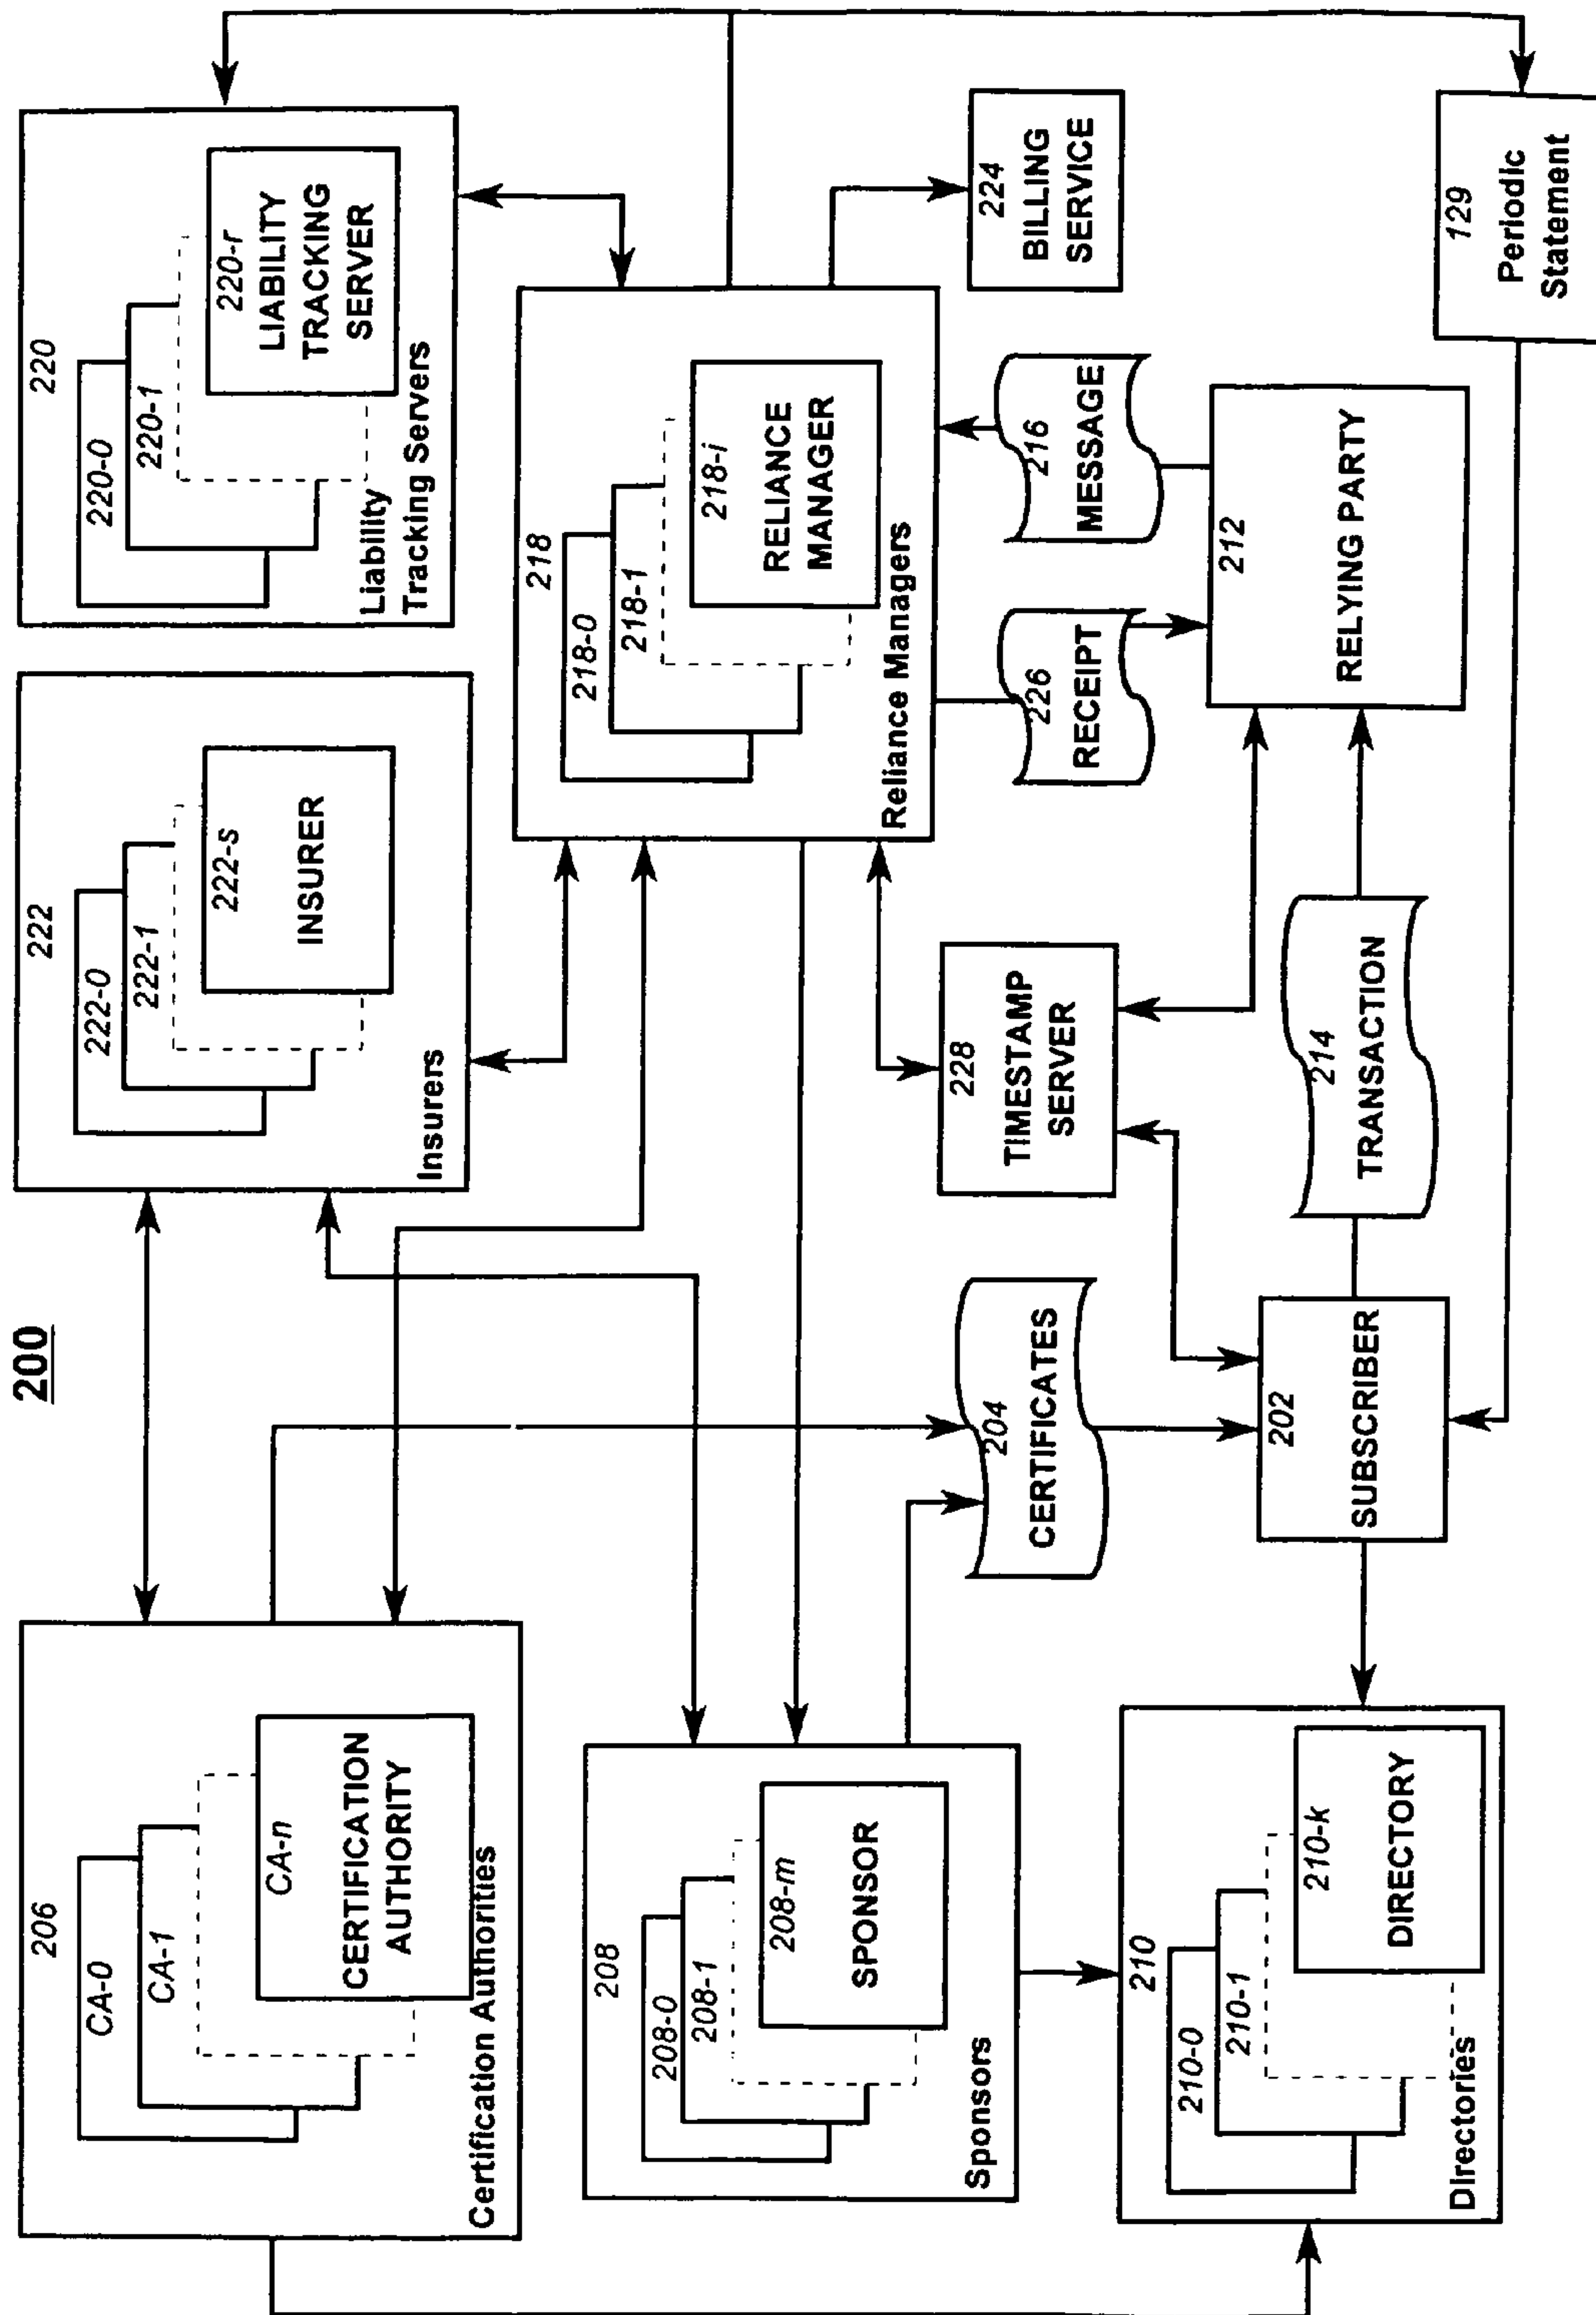 200
206
CA-0
CA-1
CA-n
CERTIFICATION
AUTHORITY
Certification Authorities
222
222-0
222-1
222-s
INSURER
Insurers
220
220-0
220-1
220-r
LIABILITY
TRACKING
SERVER
Liability
Tracking Servers
208
208-0
208-1
208-m
SPONSOR
Sponsors
218
218-0
218-1
218-i
RELIANCE
MANAGER
Reliance Managers
224
BILLING
SERVICE
204
CERTIFICATES
228
TIMESTAMP
SERVER
226
RECEIPT
216
MESSAGE
210
210-0
210-1
210-k
DIRECTORY
Directories
202
SUBSCRIBER
214
TRANSACTION
212
RELYING PARTY
129
Periodic
Statement